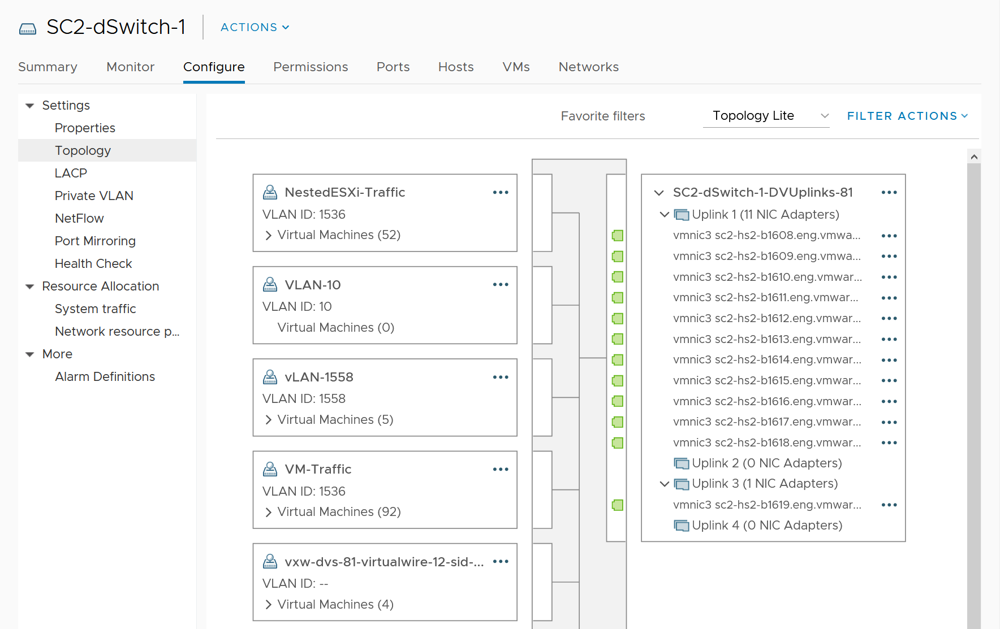 SC2-dSwitch-1
ACTIONS
Summary Monitor Configure Permissions Ports Hosts VMs Networks
Settings
Properties
Topology
LACP
Private VLAN
NetFlow
Port Mirroring
Health Check
Resource Allocation
System traffic
Network resource p...
More
Alarm Definitions
Favorite filters
Topology Lite
FILTER ACTIONS
NestedESXi-Traffic
VLAN ID: 1536
Virtual Machines (52)
VLAN-10
VLAN ID: 10
Virtual Machines (0)
vLAN-1558
VLAN ID: 1558
Virtual Machines (5)
VM-Traffic
VLAN ID: 1536
Virtual Machines (92)
vxw-dvs-81-virtualwire-12-sid-...
VLAN ID: --
Virtual Machines (4)
SC2-dSwitch-1-DVUplinks-81
Uplink 1 (11 NIC Adapters)
vmnic3 sc2-hs2-b1608.eng.vmwa...
vmnic3 sc2-hs2-b1609.eng.vmwa...
vmnic3 sc2-hs2-b1610.eng.vmwar...
vmnic3 sc2-hs2-b1611.eng.vmwar...
vmnic3 sc2-hs2-b1612.eng.vmwar...
vmnic3 sc2-hs2-b1613.eng.vmwar...
vmnic3 sc2-hs2-b1614.eng.vmwar...
vmnic3 sc2-hs2-b1615.eng.vmwar...
vmnic3 sc2-hs2-b1616.eng.vmwar...
vmnic3 sc2-hs2-b1617.eng.vmwar...
vmnic3 sc2-hs2-b1618.eng.vmwar...
Uplink 2 (0 NIC Adapters)
Uplink 3 (1 NIC Adapters)
vmnic3 sc2-hs2-b1619.eng.vmwar...
Uplink 4 (0 NIC Adapters)